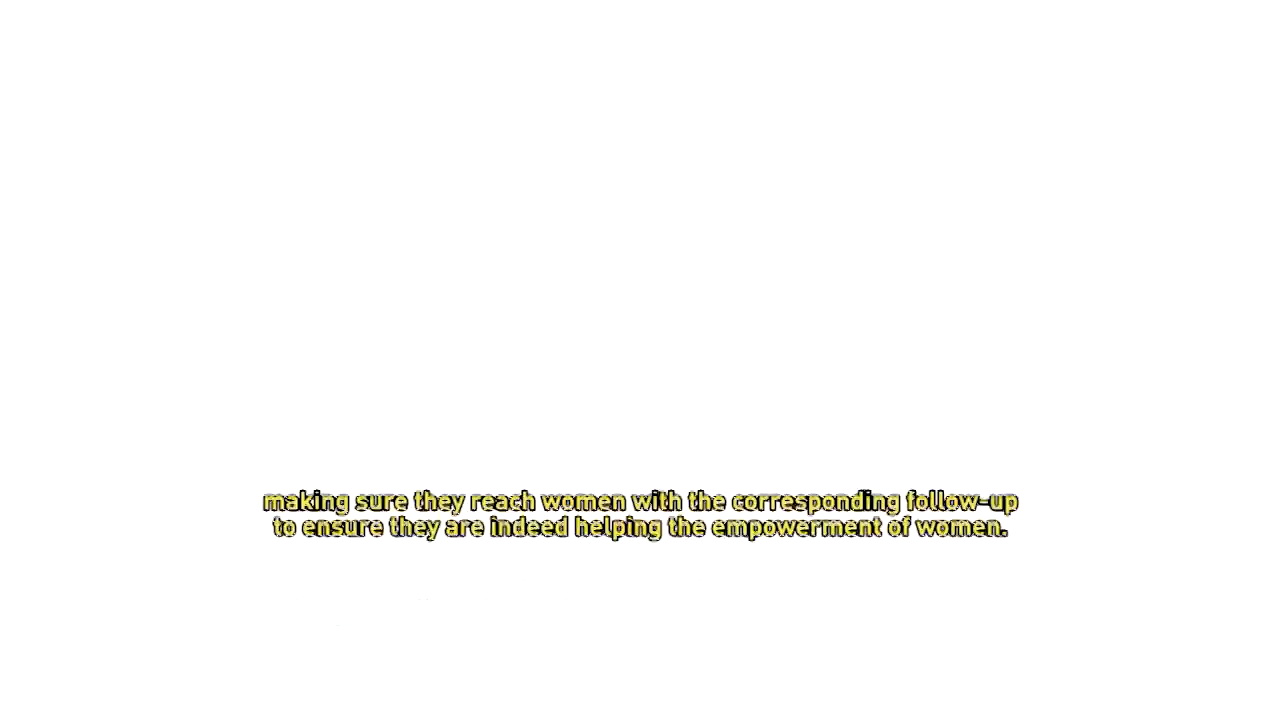 making sure they reach women with the corresponding follow-up
to ensure they are indeed helping the empowerment of women.